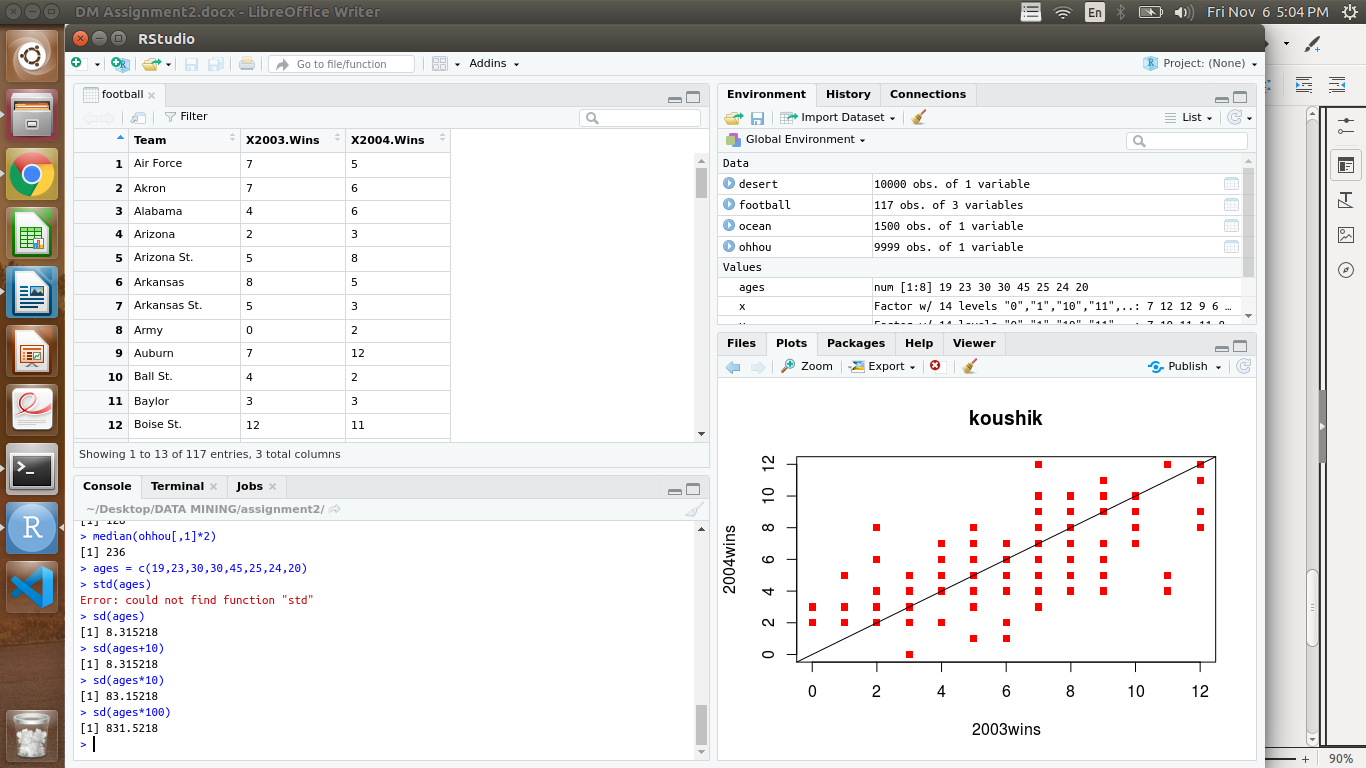 DM Assignment2.docx - LibreOffice Writer
En
Fri Nov 6 5:04 PM
RStudio
Go to file/function
Addins
Project: (None)
football
Filter
Team X2003.Wins X2004.Wins
1 Air Force 7 5
2 Akron 7 6
3 Alabama 4 6
4 Arizona 2 3
5 Arizona St. 5 8
6 Arkansas 8 5
7 Arkansas St. 5 3
8 Army 0 2
9 Auburn 7 12
10 Ball St. 4 2
11 Baylor 3 3
12 Boise St. 12 11
Showing 1 to 13 of 117 entries, 3 total columns
Console Terminal Jobs
~/Desktop/DATA MINING/assignment2/
[1] 128
> median(ohhou[,1]*2)
[1] 236
> ages = c(19,23,30,30,45,25,24,20)
> std(ages)
Error: could not find function "std"
> sd(ages)
[1] 8.315218
> sd(ages+10)
[1] 8.315218
> sd(ages*10)
[1] 83.15218
> sd(ages*100)
[1] 831.5218
>
Environment History Connections
Import Dataset
List
Global Environment
Data
desert 10000 obs. of 1 variable
football 117 obs. of 3 variables
ocean 1500 obs. of 1 variable
ohhou 9999 obs. of 1 variable
Values
ages num [1:8] 19 23 30 30 45 25 24 20
x Factor w/ 14 levels "0","1","10","11",..: 7 12 12 9 6 …
Files Plots Packages Help Viewer
Zoom Export Publish
koushik
2004wins
12
10
8
6
4
2
0
0 2 4 6 8 10 12
2003wins
90%